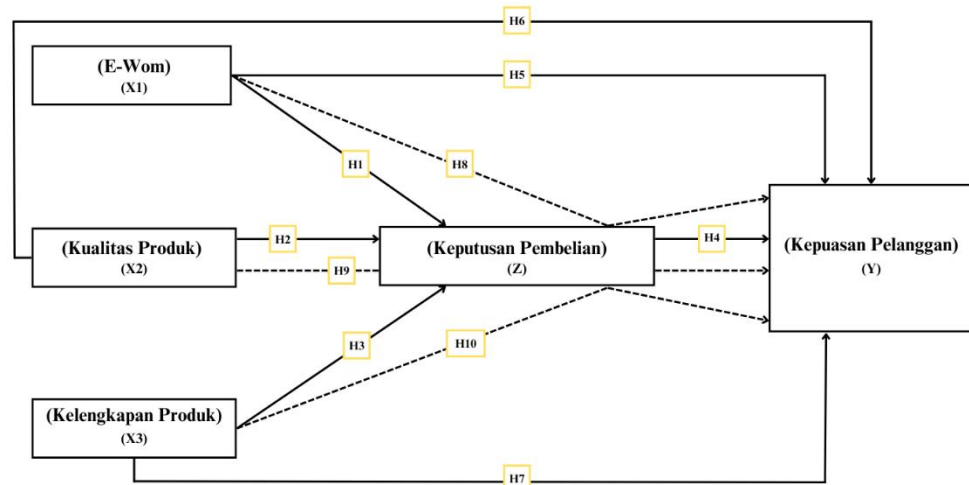 H6
(E-Wom)
(X1)
H5
H1
H8
(Kualitas Produk)
(X2)
H2
H9
(Keputusan Pembelian)
(Z)
H4
(Kepuasan Pelanggan)
(Y)
H3
H10
(Kelengkapan Produk)
(X3)
H7